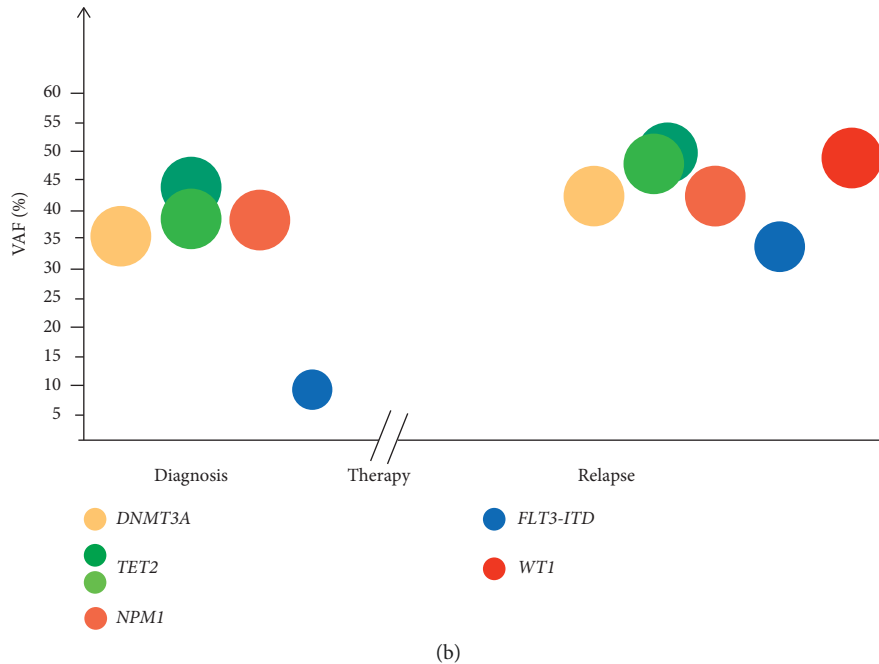 60
55
50
45
40
35
30
25
20
15
10
5
VAF (%)
Diagnosis Therapy Relapse
DNMT3A FLT3-ITD
TET2 WT1
NPM1
(b)